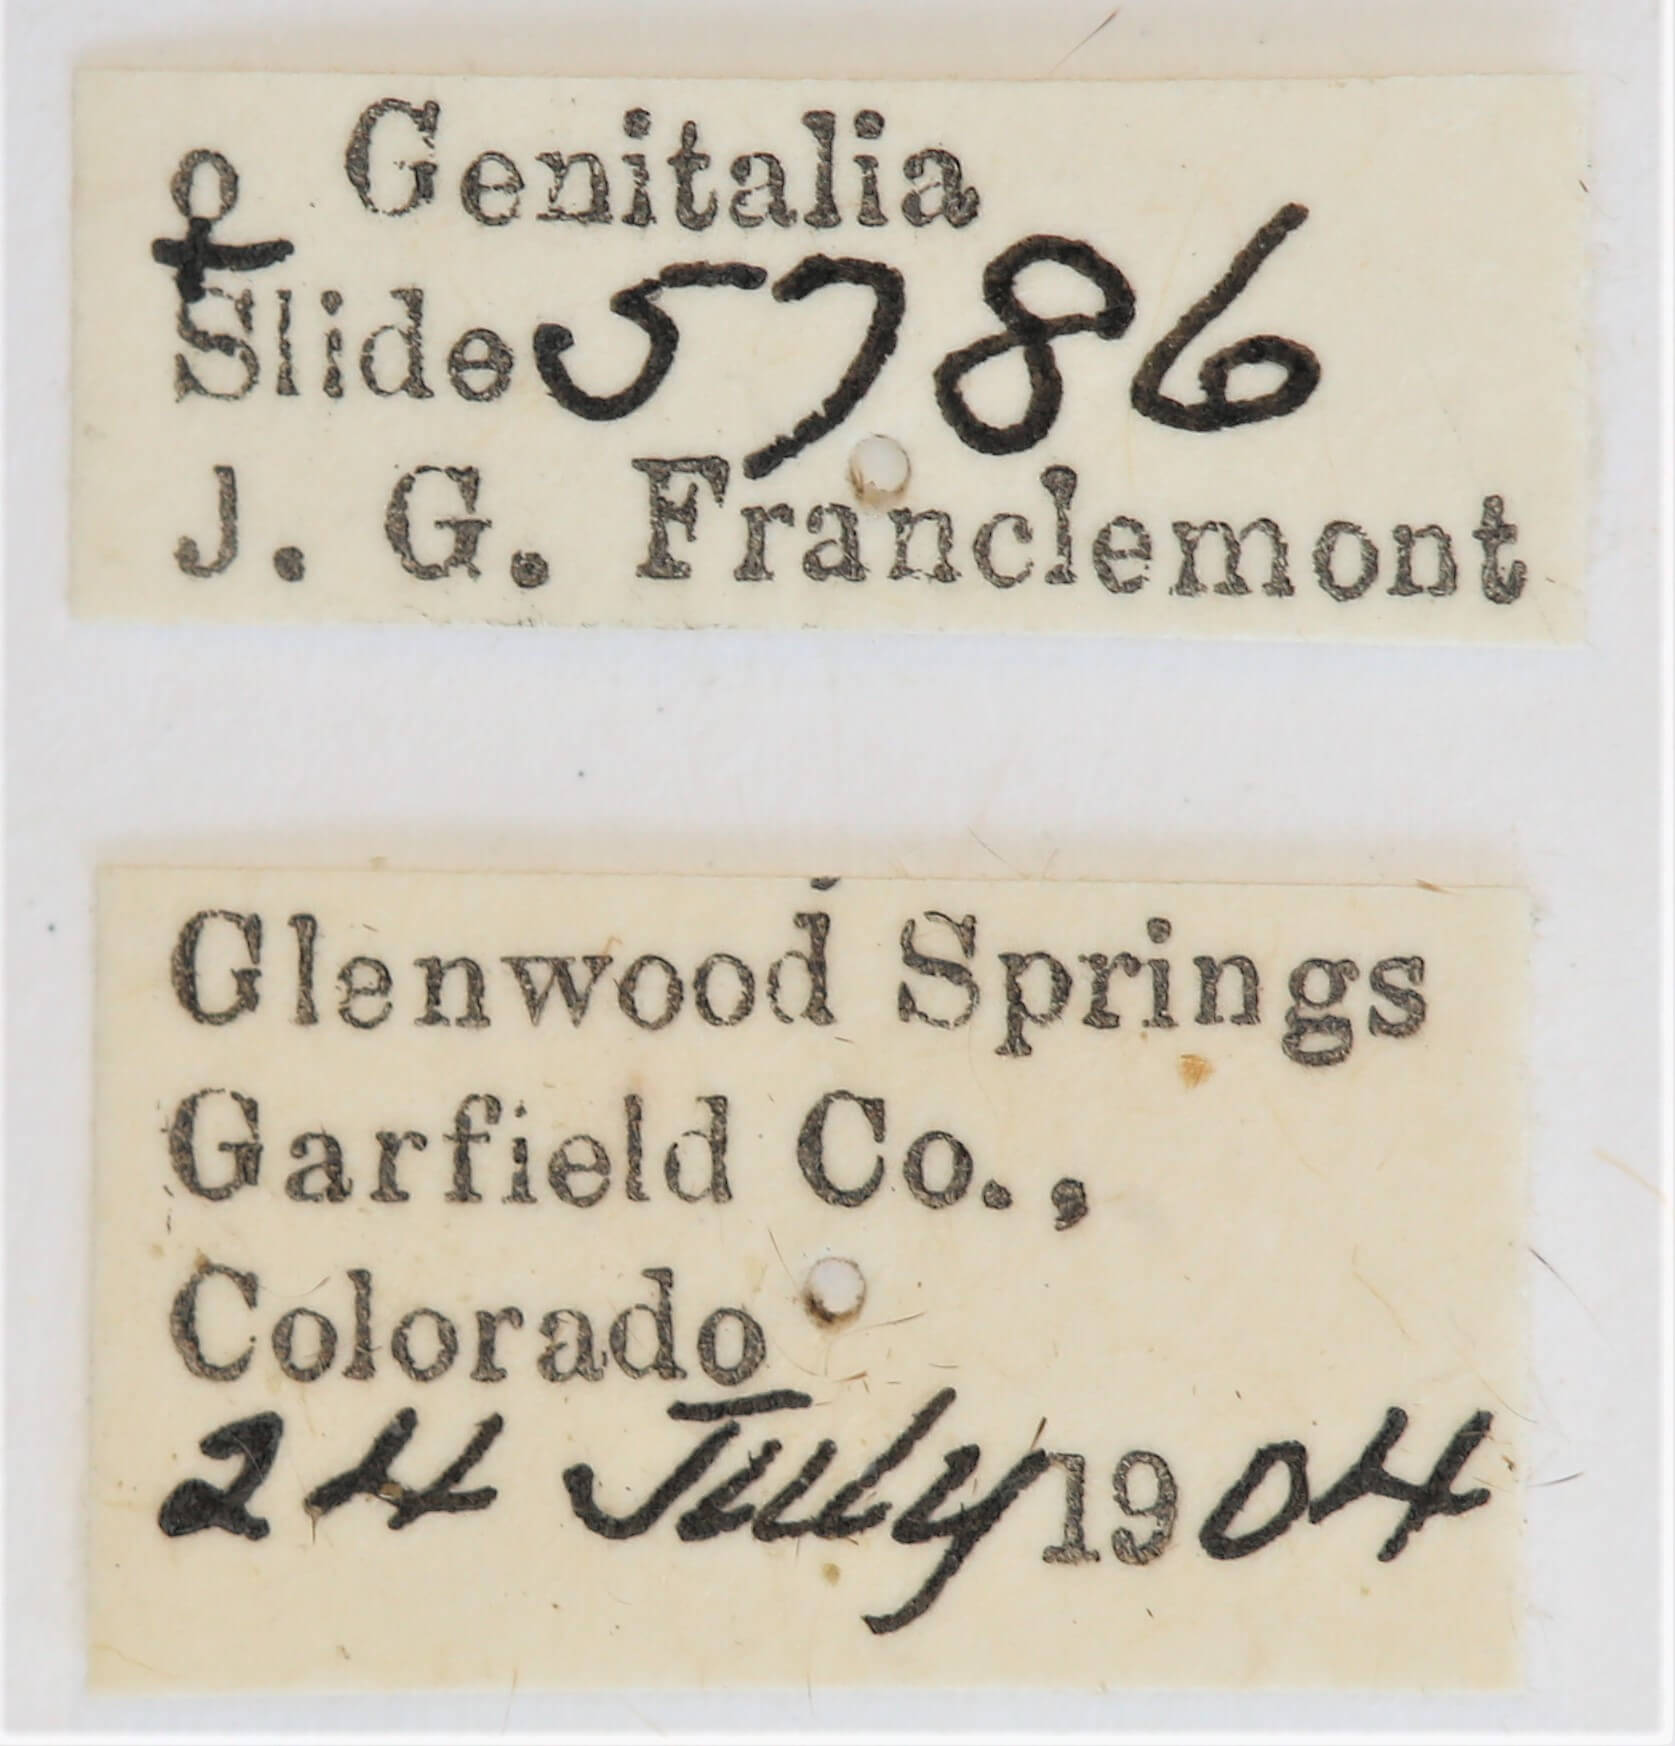 ♀ Genitalia
Slide 5786
J. G. Franclemont
Glenwood Springs
Garfield Co.,
Colorado
24 July 1904